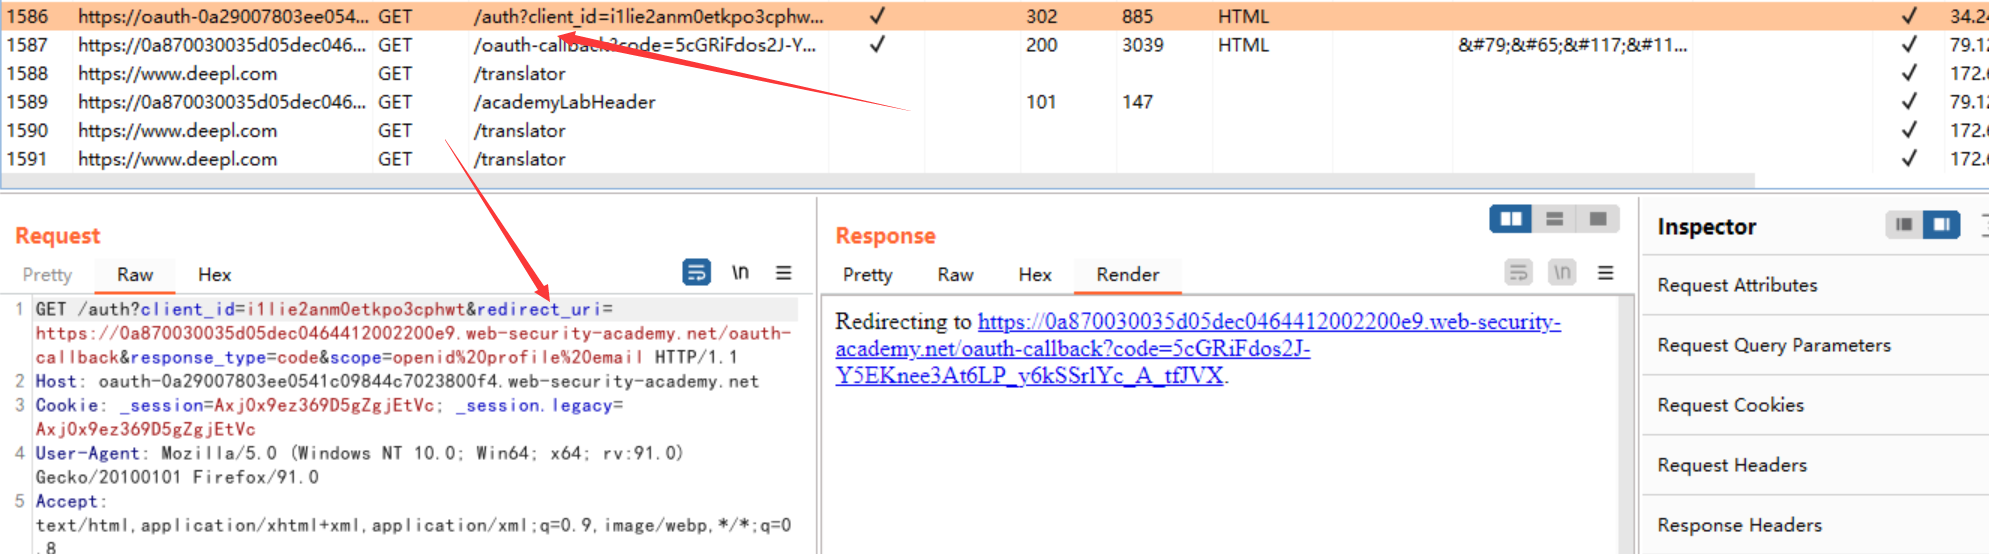 1586 https://oauth-0a29007803ee054... GET /auth?client_id=i1lie2anm0etkpo3cphw... ✓ 302 885 HTML ✓ 34.24
1587 https://0a870030035d05dec046... GET /oauth-callback?code=5cGRiFdos2J-Y... ✓ 200 3039 HTML &#79;&#65;&#117;&#11... ✓ 79.12
1588 https://www.deepl.com GET /translator ✓ 172.6
1589 https://0a870030035d05dec046... GET /academyLabHeader 101 147 ✓ 79.12
1590 https://www.deepl.com GET /translator ✓ 172.6
1591 https://www.deepl.com GET /translator ✓ 172.6
Request
Pretty Raw Hex \n
1 GET /auth?client_id=i1lie2anm0etkpo3cphwt&redirect_uri=
https://0a870030035d05dec0464412002200e9.web-security-academy.net/oauth-
callback&response_type=code&scope=openid%20profile%20email HTTP/1.1
2 Host: oauth-0a29007803ee0541c09844c7023800f4.web-security-academy.net
3 Cookie: _session=Axj0x9ez369D5gZgjEtVc; _session.legacy=
Axj0x9ez369D5gZgjEtVc
4 User-Agent: Mozilla/5.0 (Windows NT 10.0; Win64; x64; rv:91.0)
Gecko/20100101 Firefox/91.0
5 Accept:
text/html,application/xhtml+xml,application/xml;q=0.9,image/webp,*/*;q=0
.8
Response
Pretty Raw Hex Render \n
Redirecting to https://0a870030035d05dec0464412002200e9.web-security-
academy.net/oauth-callback?code=5cGRiFdos2J-
Y5EKnee3At6LP_y6kSSrlYc_A_tfJVX.
Inspector
Request Attributes
Request Query Parameters
Request Cookies
Request Headers
Response Headers